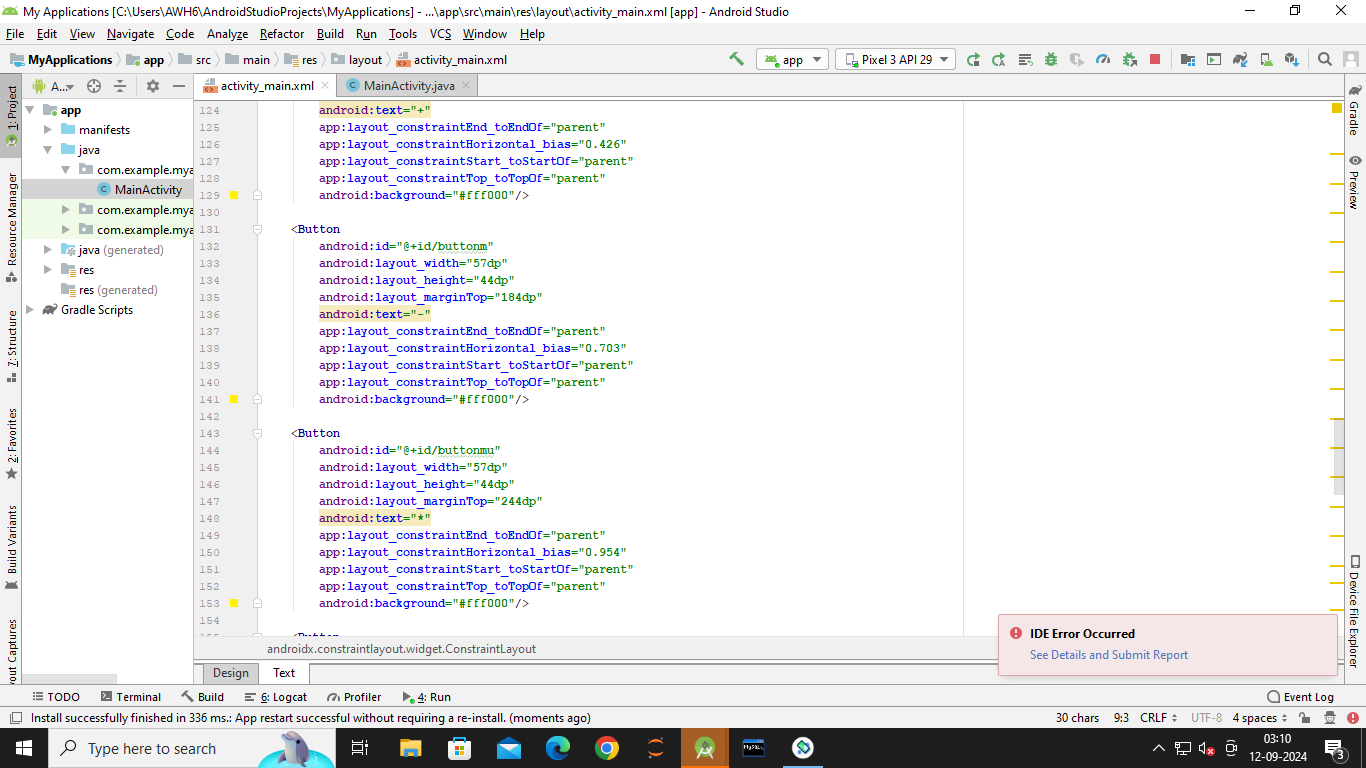 My Applications [C:\Users\AWH6\AndroidStudioProjects\MyApplications] - ...\app\src\main\res\layout\activity_main.xml [app] - Android Studio
File Edit View Navigate Code Analyze Refactor Build Run Tools VCS Window Help
MyApplications app src main res layout activity_main.xml app Pixel 3 API 29
1: Project
Resource Manager
7: Structure
2: Favorites
Build Variants
A...
app
manifests
java
com.example.mya
MainActivity
com.example.mya
com.example.mya
java (generated)
res
res (generated)
Gradle Scripts
activity_main.xml MainActivity.java
124 android:text="+"
125 app:layout_constraintEnd_toEndOf="parent"
126 app:layout_constraintHorizontal_bias="0.426"
127 app:layout_constraintStart_toStartOf="parent"
128 app:layout_constraintTop_toTopOf="parent"
129 android:background="#fff000"/>
130
131 <Button
132 android:id="@+id/buttonm"
133 android:layout_width="57dp"
134 android:layout_height="44dp"
135 android:layout_marginTop="184dp"
136 android:text="-"
137 app:layout_constraintEnd_toEndOf="parent"
138 app:layout_constraintHorizontal_bias="0.703"
139 app:layout_constraintStart_toStartOf="parent"
140 app:layout_constraintTop_toTopOf="parent"
141 android:background="#fff000"/>
142
143 <Button
144 android:id="@+id/buttonmu"
145 android:layout_width="57dp"
146 android:layout_height="44dp"
147 android:layout_marginTop="244dp"
148 android:text="*"
149 app:layout_constraintEnd_toEndOf="parent"
150 app:layout_constraintHorizontal_bias="0.954"
151 app:layout_constraintStart_toStartOf="parent"
152 app:layout_constraintTop_toTopOf="parent"
153 android:background="#fff000"/>
154
<Button
androidx.constraintlayout.widget.ConstraintLayout
Design Text
Gradle
Preview
Device File Explorer
IDE Error Occurred
See Details and Submit Report
TODO Terminal Build 6: Logcat Profiler 4: Run Event Log
Install successfully finished in 336 ms.: App restart successful without requiring a re-install. (moments ago) 30 chars 9:3 CRLF UTF-8 4 spaces
Type here to search
MySQL
03:10
12-09-2024
3